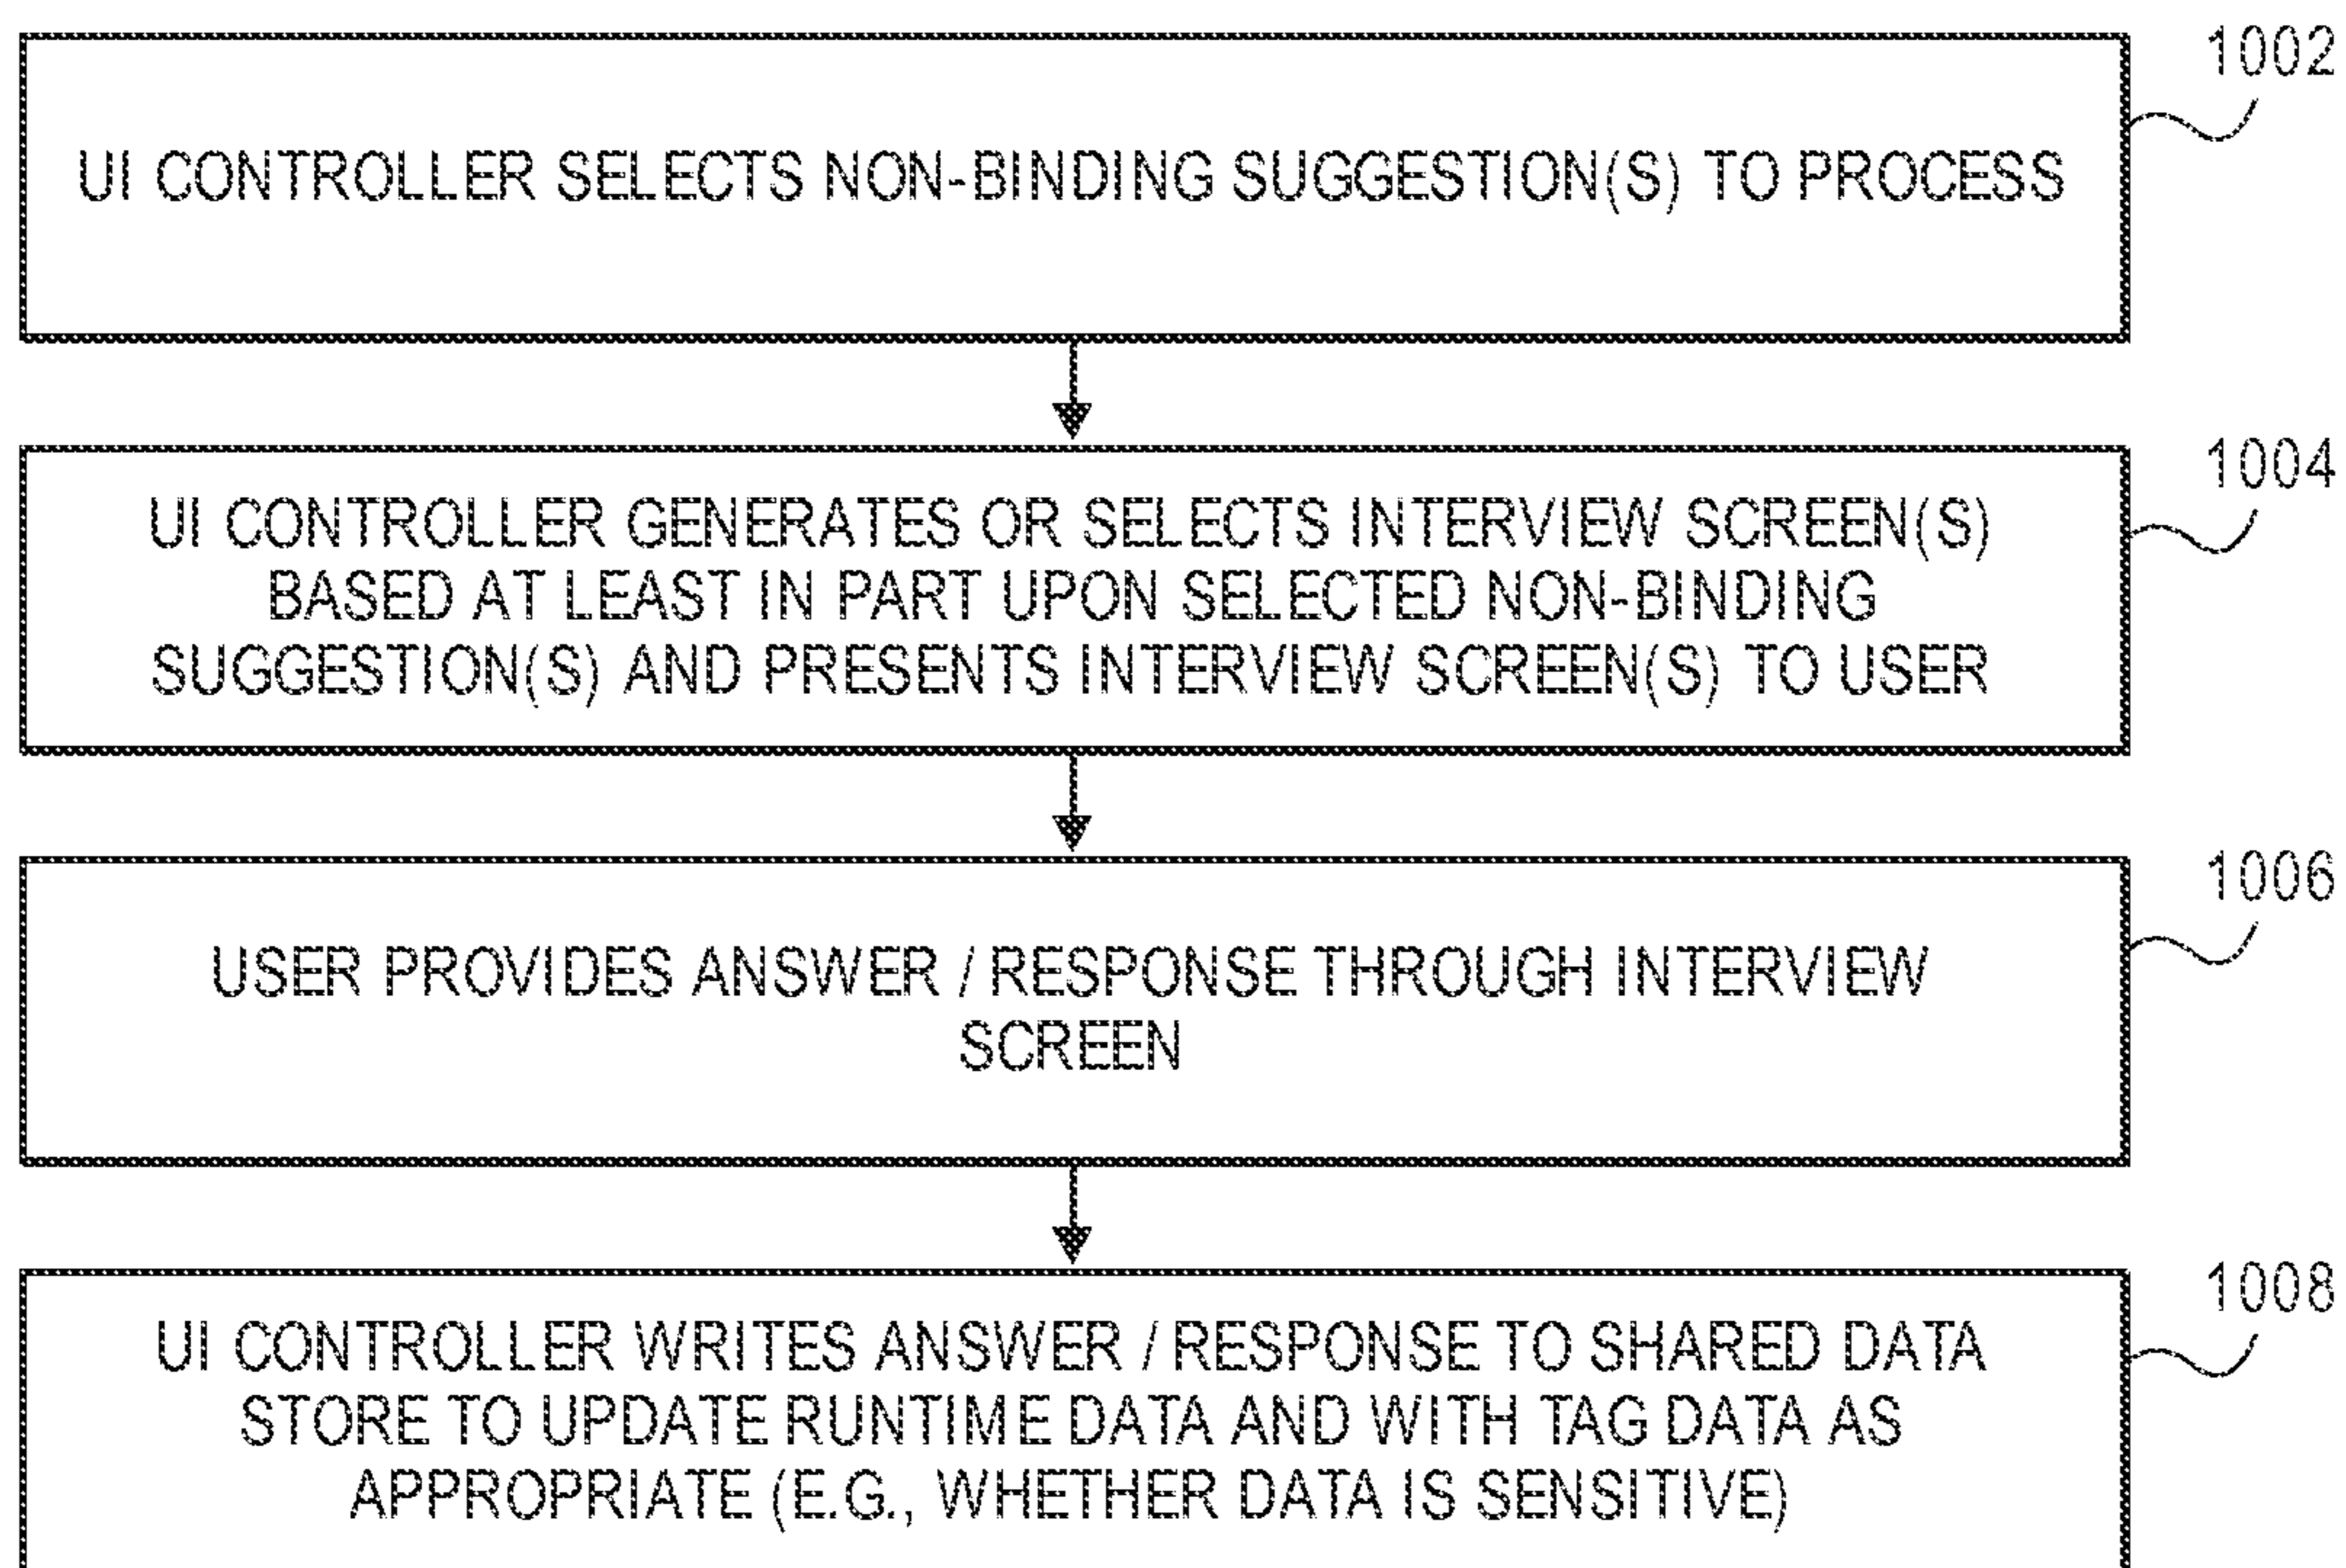 1002
UI CONTROLLER SELECTS NON-BINDING SUGGESTION(S) TO PROCESS
1004
UI CONTROLLER GENERATES OR SELECTS INTERVIEW SCREEN(S)
BASED AT LEAST IN PART UPON SELECTED NON-BINDING
SUGGESTION(S) AND PRESENTS INTERVIEW SCREEN(S) TO USER
1006
USER PROVIDES ANSWER / RESPONSE THROUGH INTERVIEW
SCREEN
1008
UI CONTROLLER WRITES ANSWER / RESPONSE TO SHARED DATA
STORE TO UPDATE RUNTIME DATA AND WITH TAG DATA AS
APPROPRIATE (E.G., WHETHER DATA IS SENSITIVE)